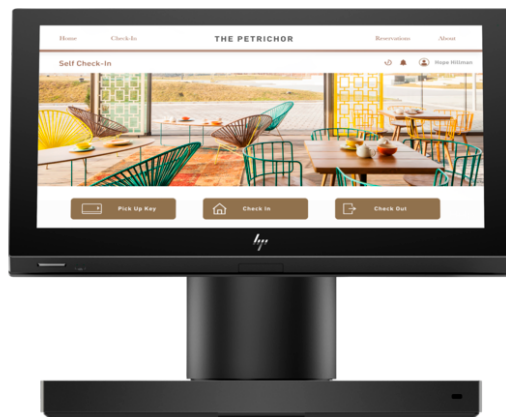 Home Check-In THE PETRICHOR Reservations About
Self Check-In Hope Hillman
Pick Up Key Check In Check Out
hp